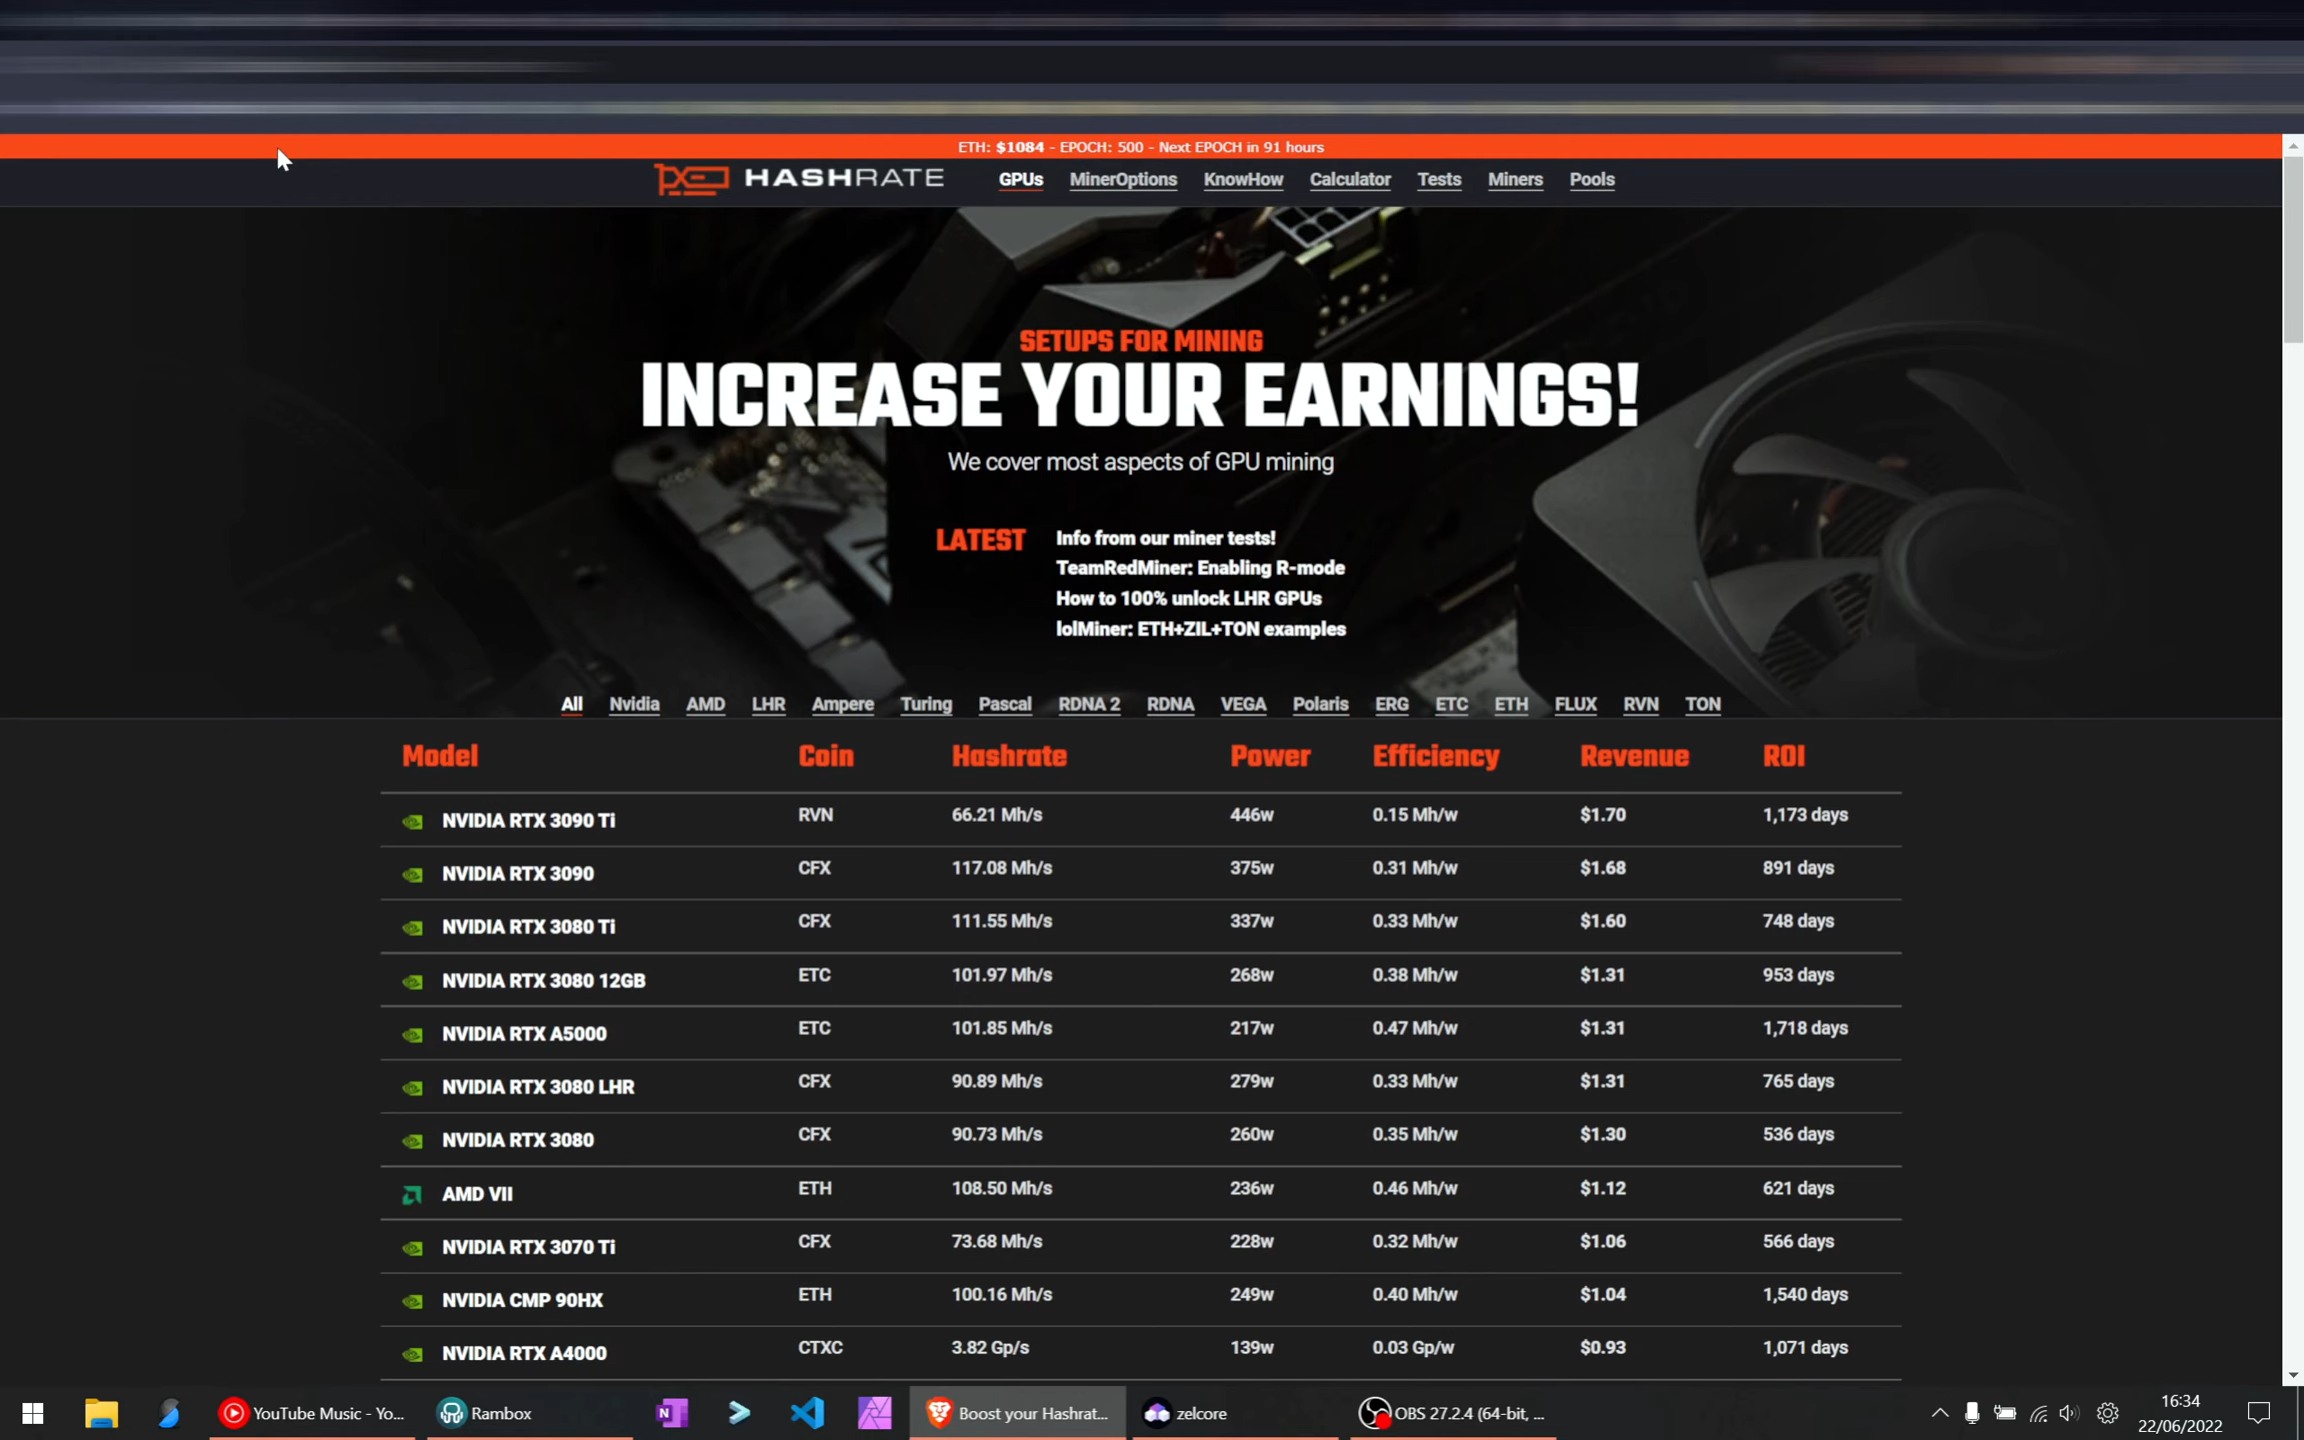 ETH: $1084 - EPOCH: 500 - Next EPOCH in 91 hours
HASHRATE GPUs MinerOptions KnowHow Calculator Tests Miners Pools
SETUPS FOR MINING
INCREASE YOUR EARNINGS!
We cover most aspects of GPU mining
LATEST Info from our miner tests!
TeamRedMiner: Enabling R-mode
How to 100% unlock LHR GPUs
lolMiner: ETH+ZIL+TON examples
All Nvidia AMD LHR Ampere Turing Pascal RDNA 2 RDNA VEGA Polaris ERG ETC ETH FLUX RVN TON
Model Coin Hashrate Power Efficiency Revenue ROI
NVIDIA RTX 3090 Ti RVN 66.21 Mh/s 446w 0.15 Mh/w $1.70 1,173 days
NVIDIA RTX 3090 CFX 117.08 Mh/s 375w 0.31 Mh/w $1.68 891 days
NVIDIA RTX 3080 Ti CFX 111.55 Mh/s 337w 0.33 Mh/w $1.60 748 days
NVIDIA RTX 3080 12GB ETC 101.97 Mh/s 268w 0.38 Mh/w $1.31 953 days
NVIDIA RTX A5000 ETC 101.85 Mh/s 217w 0.47 Mh/w $1.31 1,718 days
NVIDIA RTX 3080 LHR CFX 90.89 Mh/s 279w 0.33 Mh/w $1.31 765 days
NVIDIA RTX 3080 CFX 90.73 Mh/s 260w 0.35 Mh/w $1.30 536 days
AMD VII ETH 108.50 Mh/s 236w 0.46 Mh/w $1.12 621 days
NVIDIA RTX 3070 Ti CFX 73.68 Mh/s 228w 0.32 Mh/w $1.06 566 days
NVIDIA CMP 90HX ETH 100.16 Mh/s 249w 0.40 Mh/w $1.04 1,540 days
NVIDIA RTX A4000 CTXC 3.82 Gp/s 139w 0.03 Gp/w $0.93 1,071 days
YouTube Music - Yo... Rambox N Boost your Hashrat... zelcore OBS 27.2.4 (64-bit, ... 16:34
22/06/2022